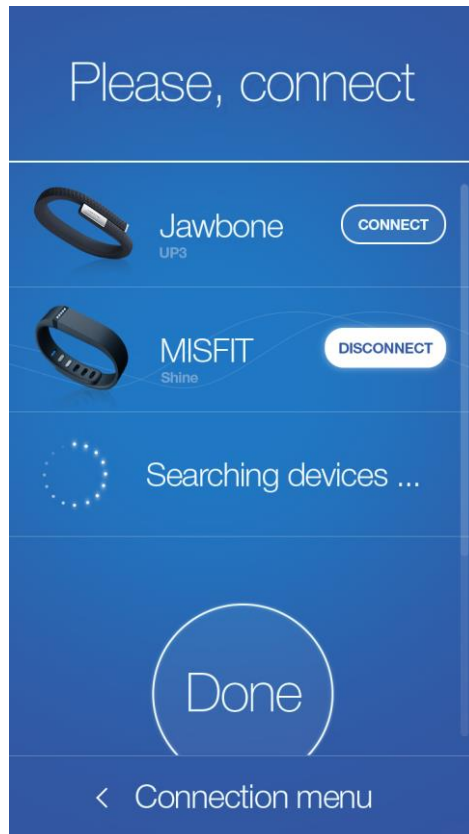 Please, connect
Jawbone
UP3
CONNECT
MISFIT
Shine
DISCONNECT
Searching devices ...
Done
< Connection menu